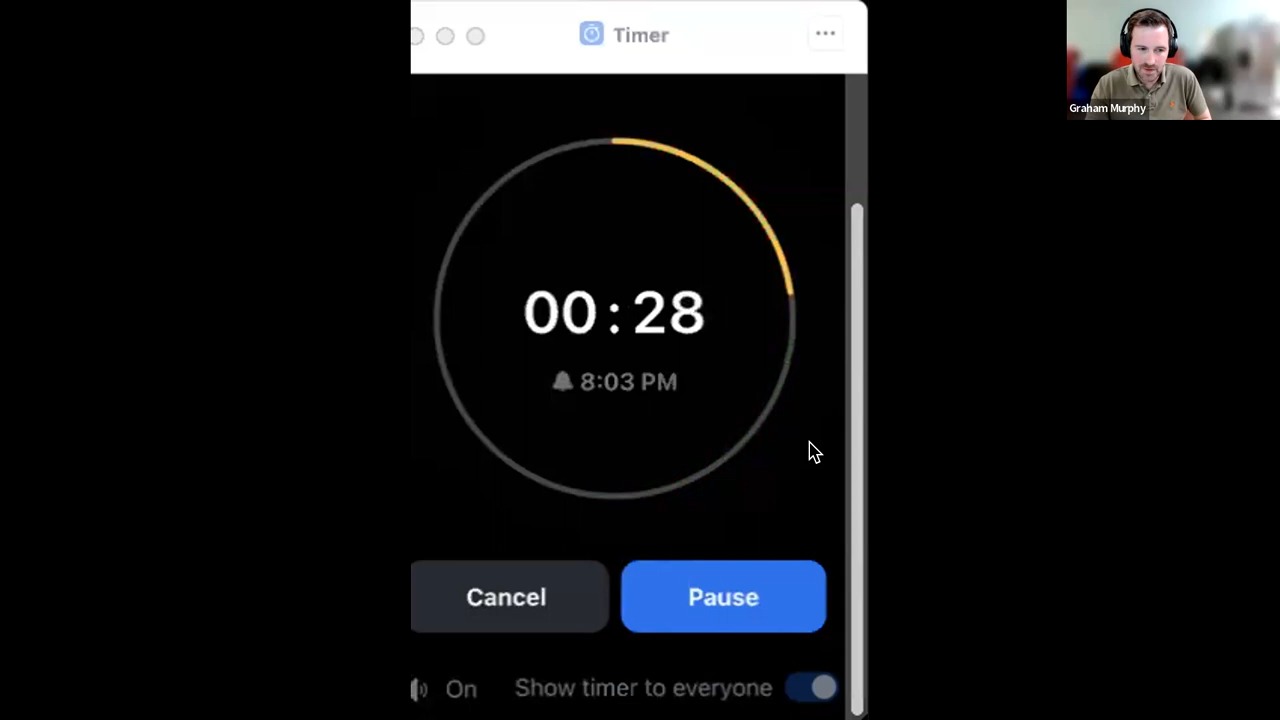 Timer
Graham Murphy
00:28
8:03 PM
Cancel
Pause
On
Show timer to everyone